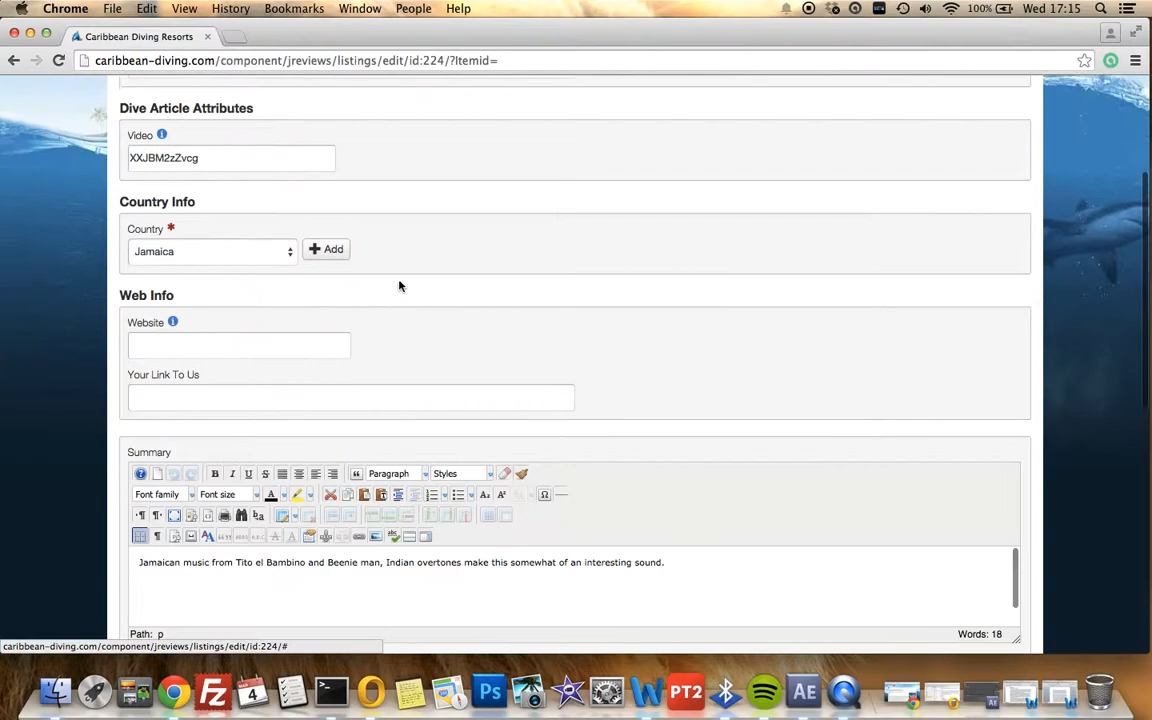 Chrome File Edit View History Bookmarks Window People Help 100% Wed 17:15
Caribbean Diving Resorts
caribbean-diving.com/component/jreviews/listings/edit/id:224/?Itemid=
Dive Article Attributes
Video
XXJBM2zZvcg
Country Info
Country *
Jamaica + Add
Web Info
Website
Your Link To Us
Summary
B I U S Paragraph Styles
Font family Font size A
Jamaican music from Tito el Bambino and Beenie man, Indian overtones make this somewhat of an interesting sound.
Path: p Words: 18
caribbean-diving.com/component/jreviews/listings/edit/id:224/#
Fz 4 Ps W PT2 AE